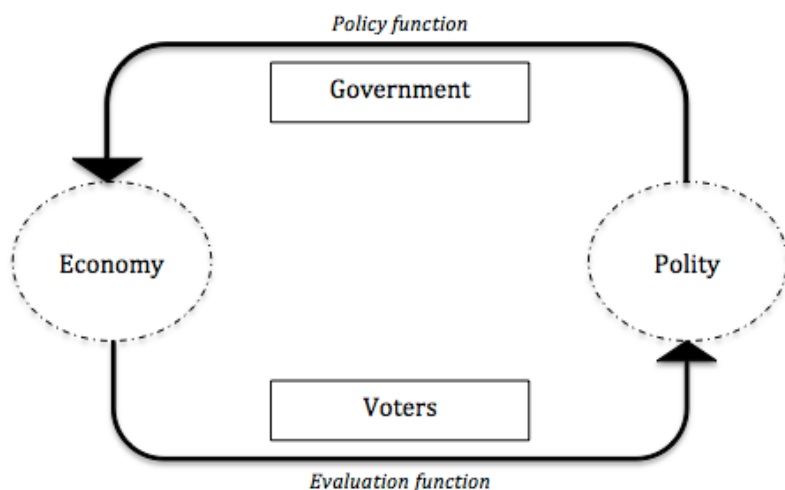 Policy function
Government
Economy
Polity
Voters
Evaluation function